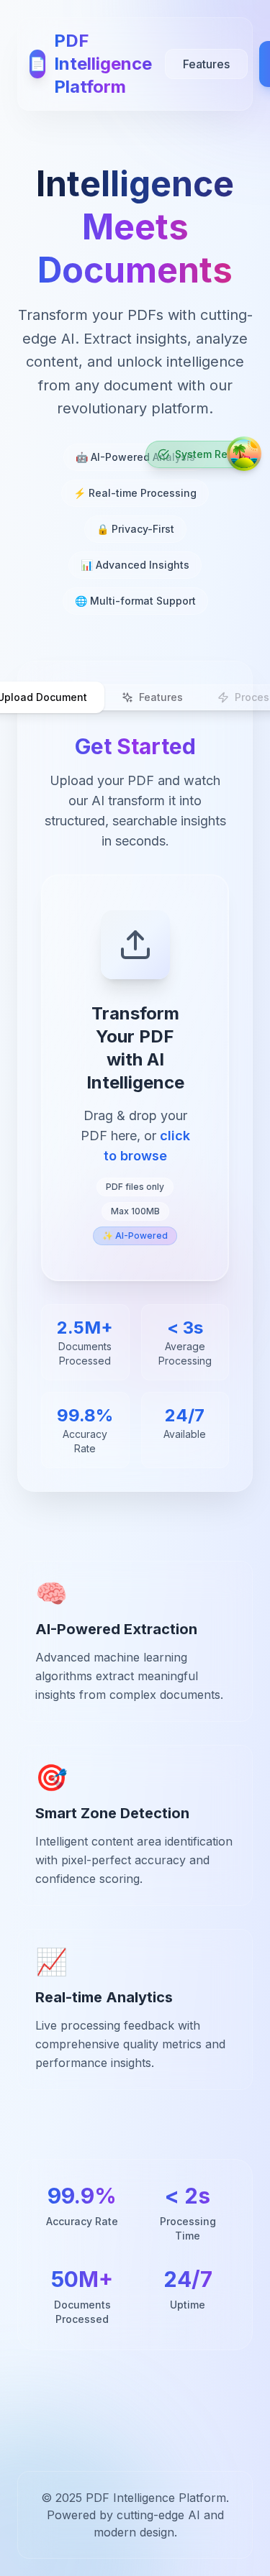 PDF
Intelligence
Platform
Features
Intelligence
Meets
Documents
Transform your PDFs with cutting-
edge AI. Extract insights, analyze
content, and unlock intelligence
from any document with our
revolutionary platform.
AI-Powered Analysis
System
Real-time Processing
Privacy-First
Advanced Insights
Multi-format Support
Upload Document
Features
Get Started
Upload your PDF and watch
our AI transform it into
structured, searchable insights
in seconds.
Transform
Your PDF
with AI
Intelligence
Drag & drop your
PDF here, or click
to browse
PDF files only
Max 100MB
✨ AI-Powered
2.5M+
Documents
Processed
< 3s
Average
Processing
99.8%
Accuracy
Rate
24/7
Available
AI-Powered Extraction
Advanced machine learning
algorithms extract meaningful
insights from complex documents.
Smart Zone Detection
Intelligent content area identification
with pixel-perfect accuracy and
confidence scoring.
Real-time Analytics
Live processing feedback with
comprehensive quality metrics and
performance insights.
99.9%
Accuracy Rate
< 2s
Processing
Time
50M+
Documents
Processed
24/7
Uptime
© 2025 PDF Intelligence Platform.
Powered by cutting-edge AI and
modern design.